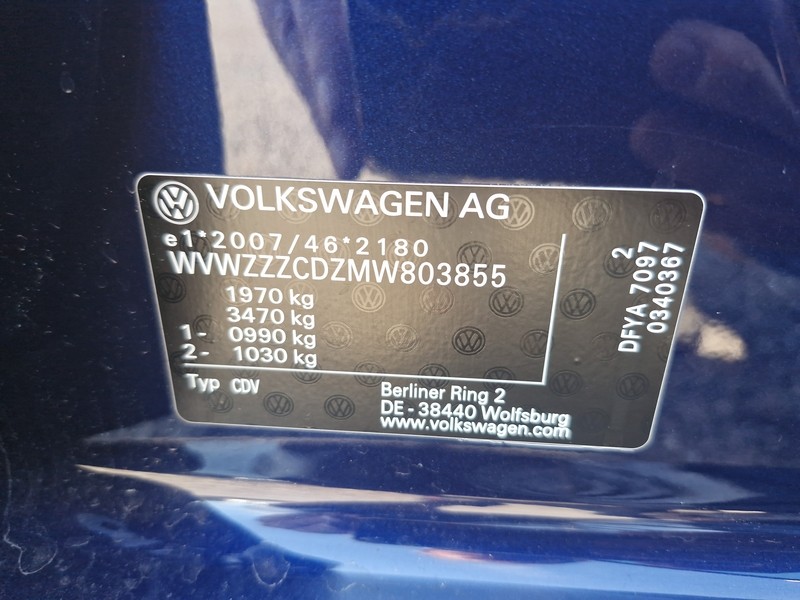 VOLKSWAGEN AG
e1*2007/46*2180
WVWZZZCDZMW803855
1970 kg
3470 kg
1- 0990 kg
2- 1030 kg
Typ CDV
Berliner Ring 2
DE - 38440 Wolfsburg
www.volkswagen.com
2
DFYA 7097
0340367